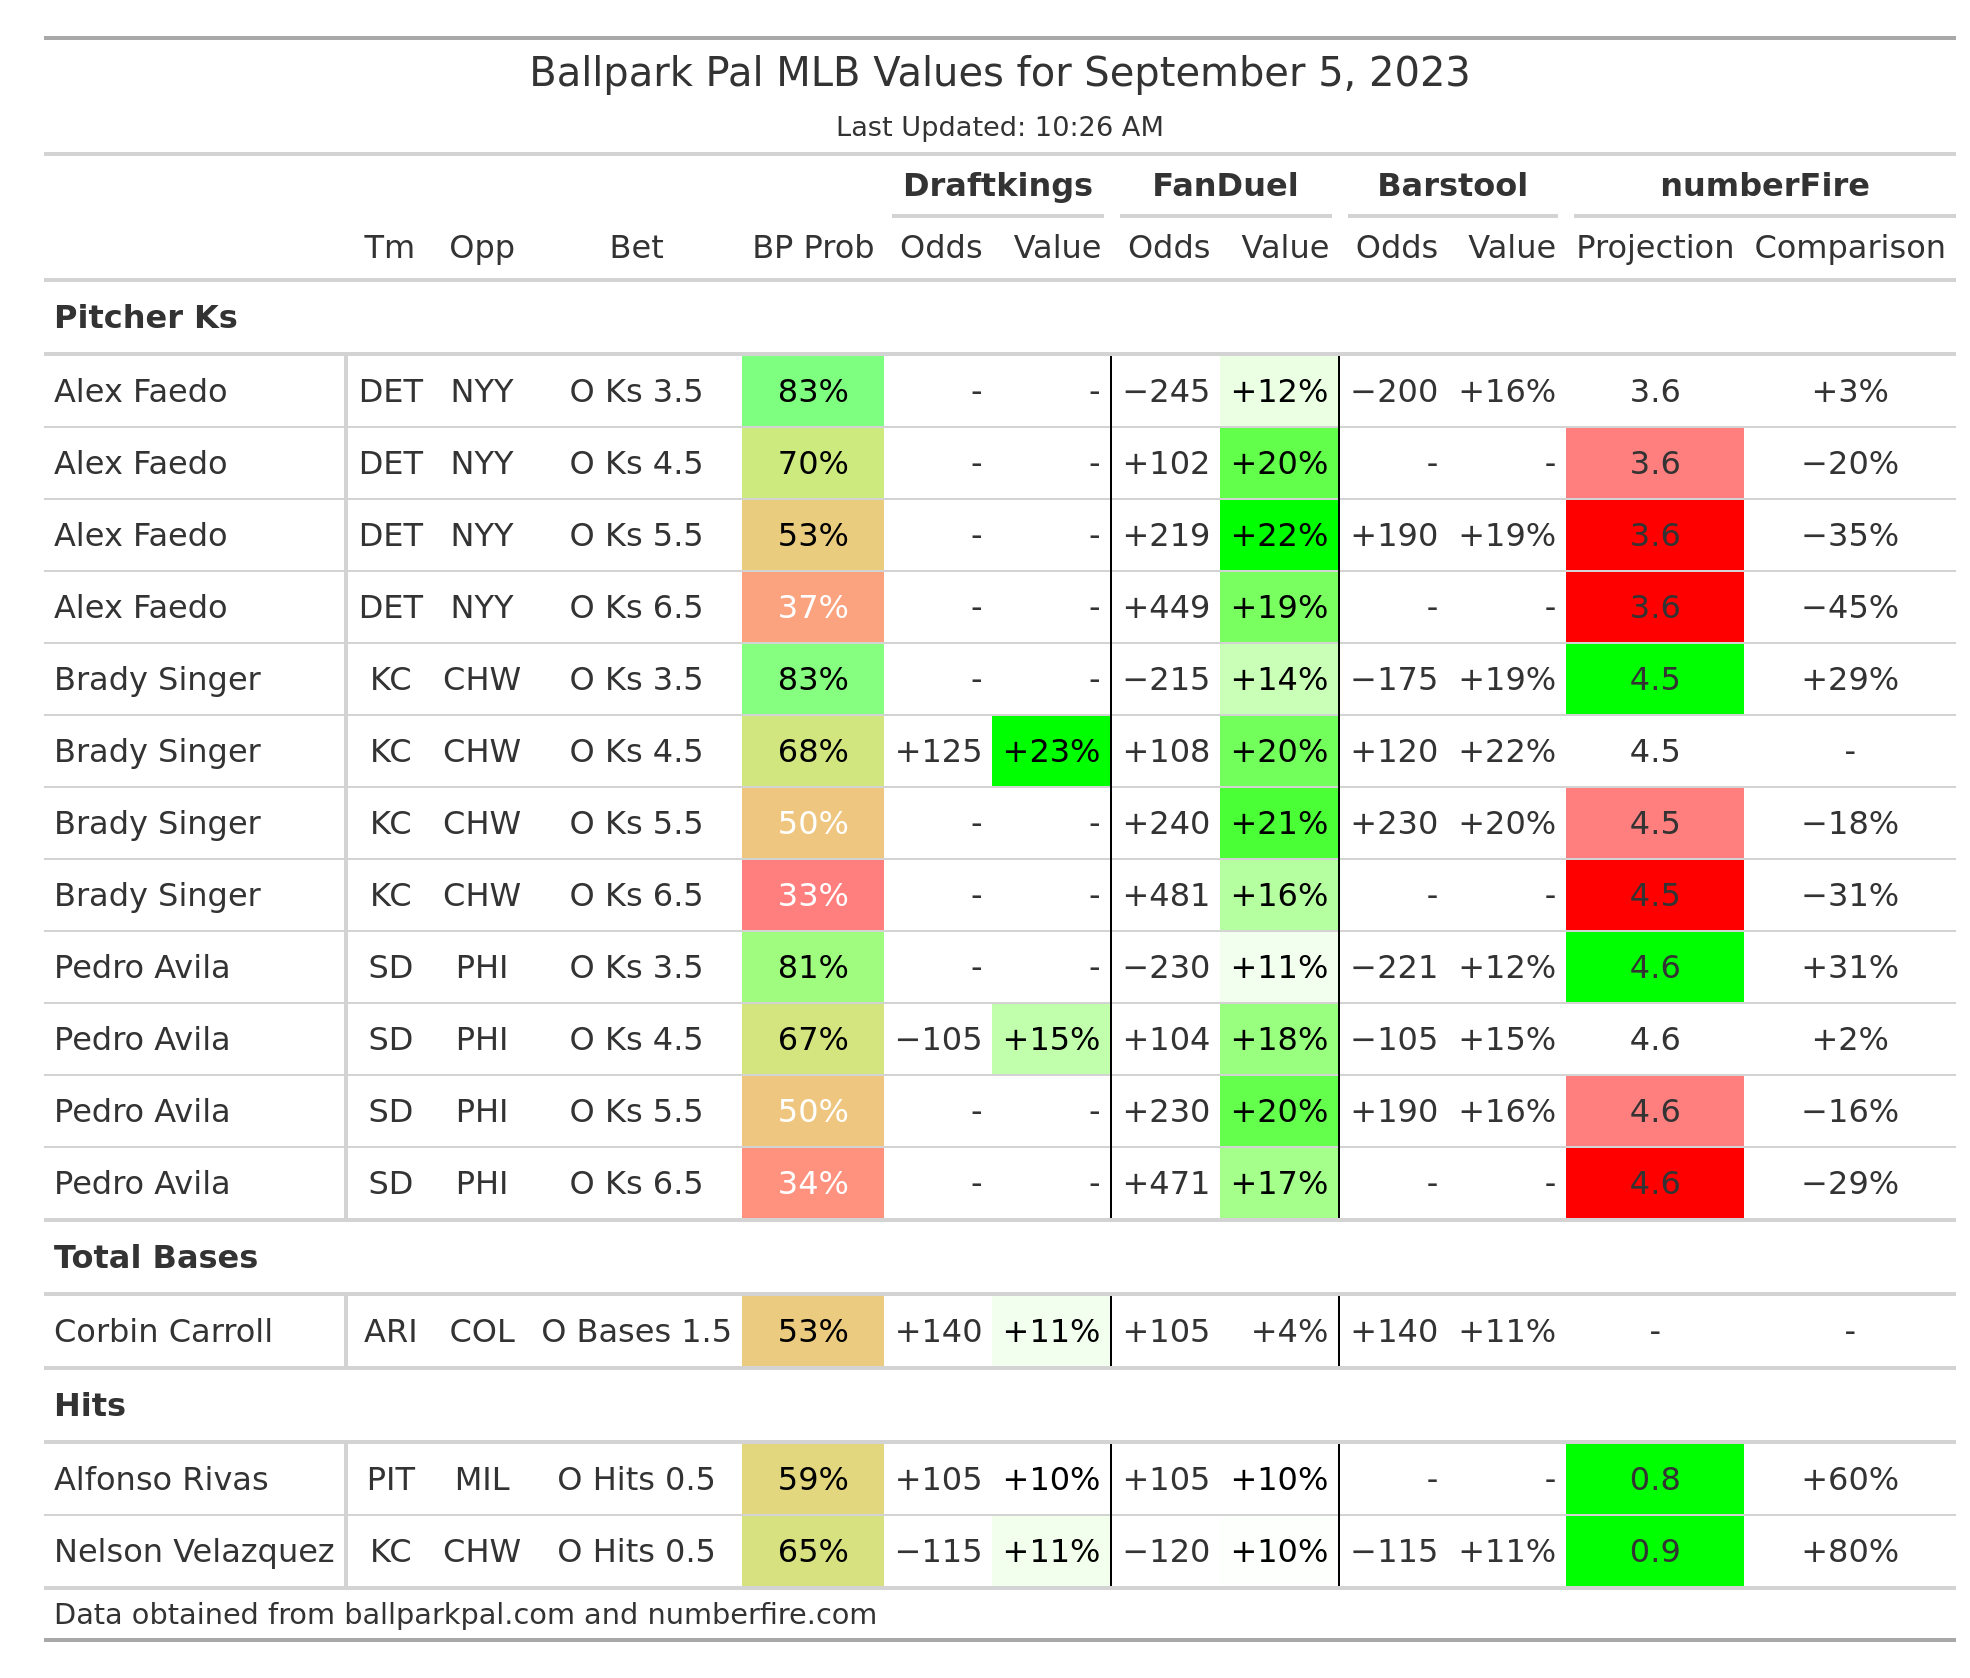 Ballpark Pal MLB Values for September 5, 2023
Last Updated: 10:26 AM
Draftkings FanDuel Barstool numberFire
Tm Opp Bet BP Prob Odds Value Odds Value Odds Value Projection Comparison
Pitcher Ks
Alex Faedo DET NYY O Ks 3.5 83% - - −245 +12% −200 +16% 3.6 +3%
Alex Faedo DET NYY O Ks 4.5 70% - - +102 +20% - - 3.6 −20%
Alex Faedo DET NYY O Ks 5.5 53% - - +219 +22% +190 +19% 3.6 −35%
Alex Faedo DET NYY O Ks 6.5 37% - - +449 +19% - - 3.6 −45%
Brady Singer KC CHW O Ks 3.5 83% - - −215 +14% −175 +19% 4.5 +29%
Brady Singer KC CHW O Ks 4.5 68% +125 +23% +108 +20% +120 +22% 4.5 -
Brady Singer KC CHW O Ks 5.5 50% - - +240 +21% +230 +20% 4.5 −18%
Brady Singer KC CHW O Ks 6.5 33% - - +481 +16% - - 4.5 −31%
Pedro Avila SD PHI O Ks 3.5 81% - - −230 +11% −221 +12% 4.6 +31%
Pedro Avila SD PHI O Ks 4.5 67% −105 +15% +104 +18% −105 +15% 4.6 +2%
Pedro Avila SD PHI O Ks 5.5 50% - - +230 +20% +190 +16% 4.6 −16%
Pedro Avila SD PHI O Ks 6.5 34% - - +471 +17% - - 4.6 −29%
Total Bases
Corbin Carroll ARI COL O Bases 1.5 53% +140 +11% +105 +4% +140 +11% - -
Hits
Alfonso Rivas PIT MIL O Hits 0.5 59% +105 +10% +105 +10% - - 0.8 +60%
Nelson Velazquez KC CHW O Hits 0.5 65% −115 +11% −120 +10% −115 +11% 0.9 +80%
Data obtained from ballparkpal.com and numberfire.com